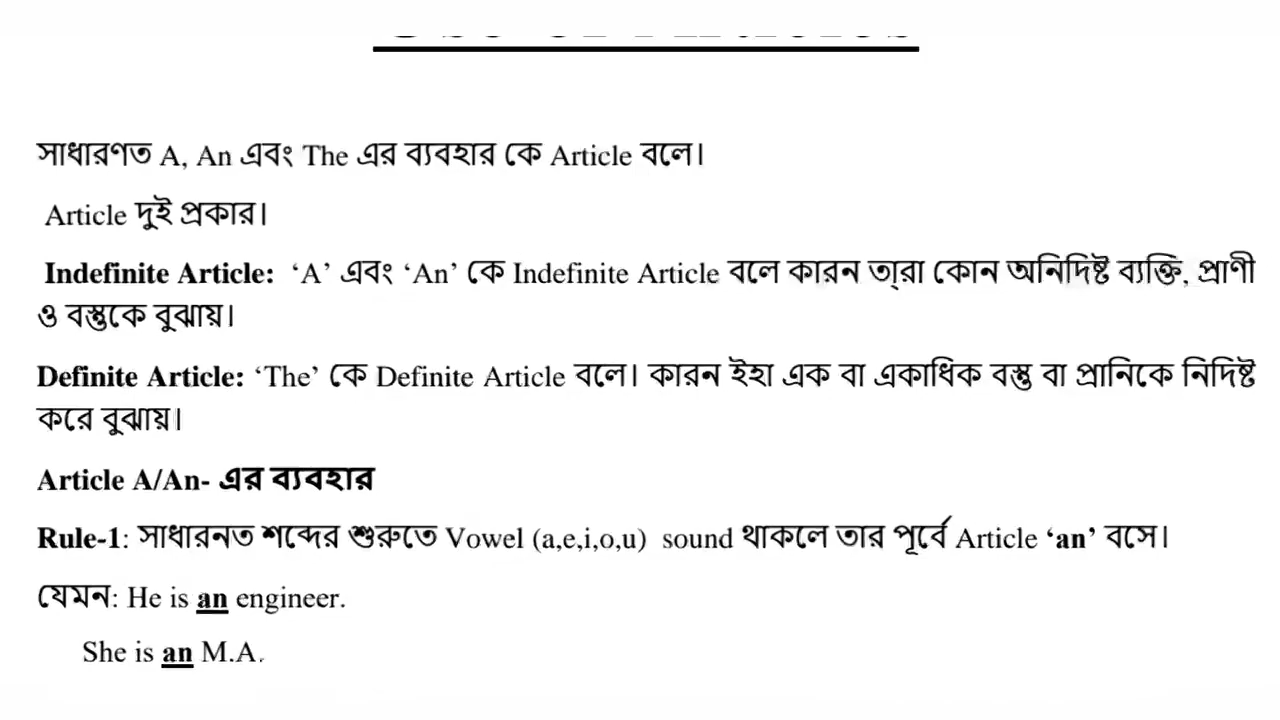 সাধারণত A, An এবং The এর ব্যবহার কে Article বলে।
Article দুই প্রকার।
Indefinite Article: ‘A’ এবং ‘An’ কে Indefinite Article বলে কারন তা্রা কোন অনিদিষ্ট ব্যক্তি, প্রাণী
ও বস্তুকে বুঝায়।
Definite Article: ‘The’ কে Definite Article বলে। কারন ইহা এক বা একাধিক বস্তু বা প্রানিকে নিদিষ্ট
করে বুঝায়।
Article A/An- এর ব্যবহার
Rule-1: সাধারনত শব্দের শুরুতে Vowel (a,e,i,o,u) sound থাকলে তার পূর্বে Article ‘an’ বসে।
যেমন: He is an engineer.
She is an M.A.